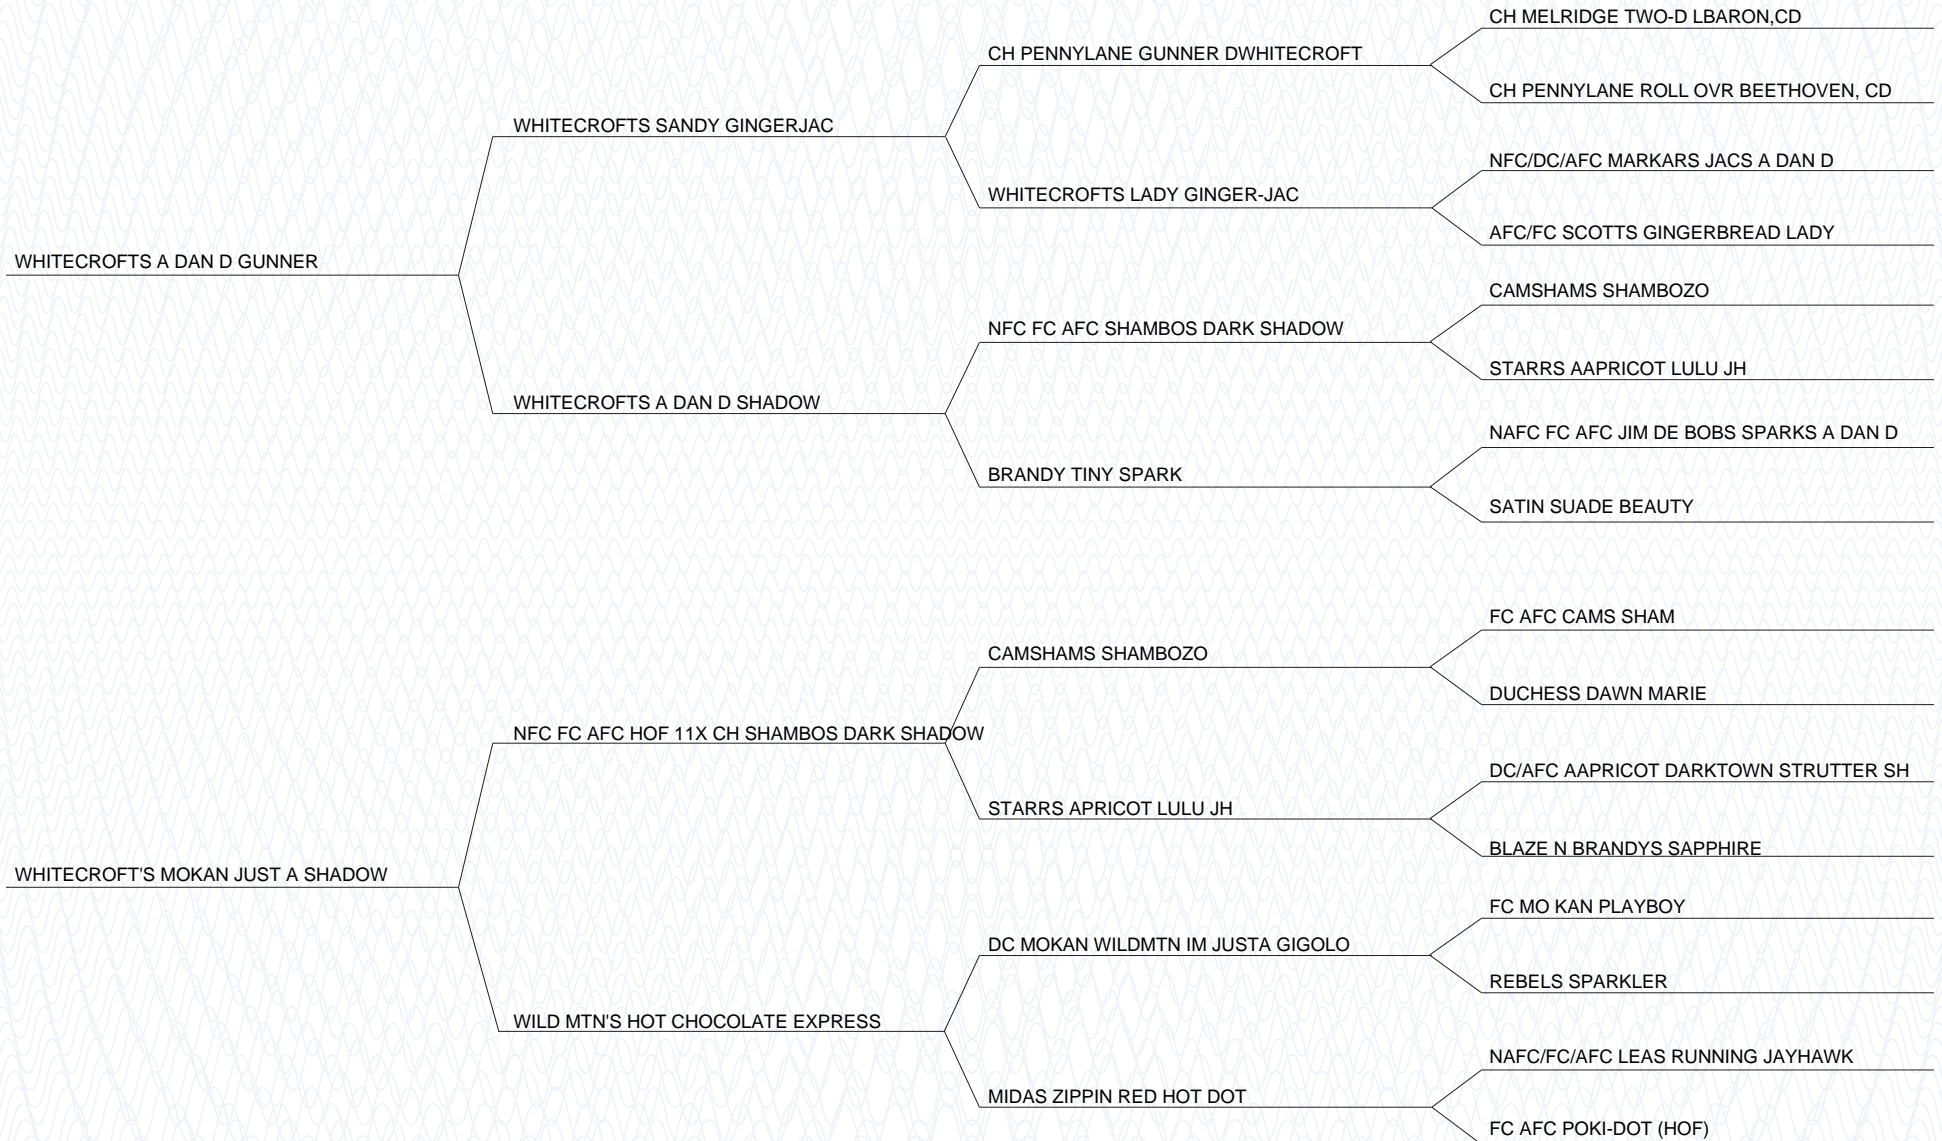 CH MELRIDGE TWO-D LBARON,CD
CH PENNYLANE GUNNER DWHITECROFT
CH PENNYLANE ROLL OVR BEETHOVEN, CD
WHITECROFTS SANDY GINGERJAC
NFC/DC/AFC MARKARS JACS A DAN D
WHITECROFTS LADY GINGER-JAC
AFC/FC SCOTTS GINGERBREAD LADY
WHITECROFTS A DAN D GUNNER
CAMSHAMS SHAMBOZO
NFC FC AFC SHAMBOS DARK SHADOW
STARRS AAPRICOT LULU JH
WHITECROFTS A DAN D SHADOW
NAFC FC AFC JIM DE BOBS SPARKS A DAN D
BRANDY TINY SPARK
SATIN SUADE BEAUTY
FC AFC CAMS SHAM
CAMSHAMS SHAMBOZO
DUCHESS DAWN MARIE
NFC FC AFC HOF 11X CH SHAMBOS DARK SHADOW
DC/AFC AAPRICOT DARKTOWN STRUTTER SH
STARRS APRICOT LULU JH
BLAZE N BRANDYS SAPPHIRE
WHITECROFT'S MOKAN JUST A SHADOW
FC MO KAN PLAYBOY
DC MOKAN WILDMTN IM JUSTA GIGOLO
REBELS SPARKLER
WILD MTN'S HOT CHOCOLATE EXPRESS
NAFC/FC/AFC LEAS RUNNING JAYHAWK
MIDAS ZIPPIN RED HOT DOT
FC AFC POKI-DOT (HOF)